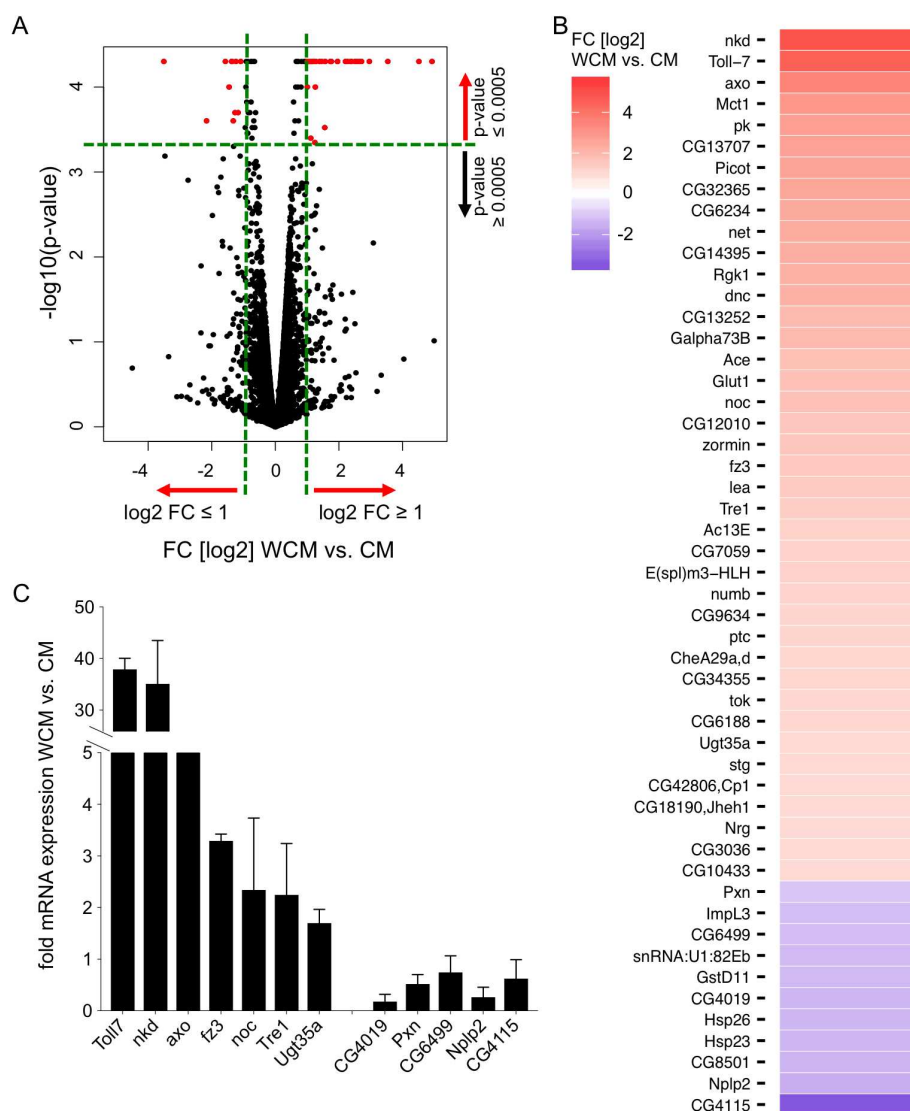 A
4
3
2
1
0
-log10(p-value)
-4
-2
0
2
4
p-value
≤ 0.0005
p-value
≥ 0.0005
log2 FC ≤ 1
log2 FC ≥ 1
FC [log2] WCM vs. CM
B
FC [log2]
WCM vs. CM
4
2
0
-2
nkd
Toll-7
axo
Mct1
pk
CG13707
Picot
CG32365
CG6234
net
CG14395
Rgk1
dnc
CG13252
Galpha73B
Ace
Glut1
noc
CG12010
zormin
fz3
lea
Tre1
Ac13E
CG7059
E(spl)m3-HLH
numb
CG9634
ptc
CheA29a,d
CG34355
tok
CG6188
Ugt35a
stg
CG42806,Cp1
CG18190,Jheh1
Nrg
CG3036
CG10433
Pxn
ImpL3
CG6499
snRNA:U1:82Eb
GstD11
CG4019
Hsp26
Hsp23
CG8501
Nplp2
CG4115
C
fold mRNA expression WCM vs. CM
50
40
30
5
4
3
2
1
0
Toll7
nkd
axo
fz3
noc
Tre1
Ugt35a
CG4019
Pxn
CG6499
Nplp2
CG4115